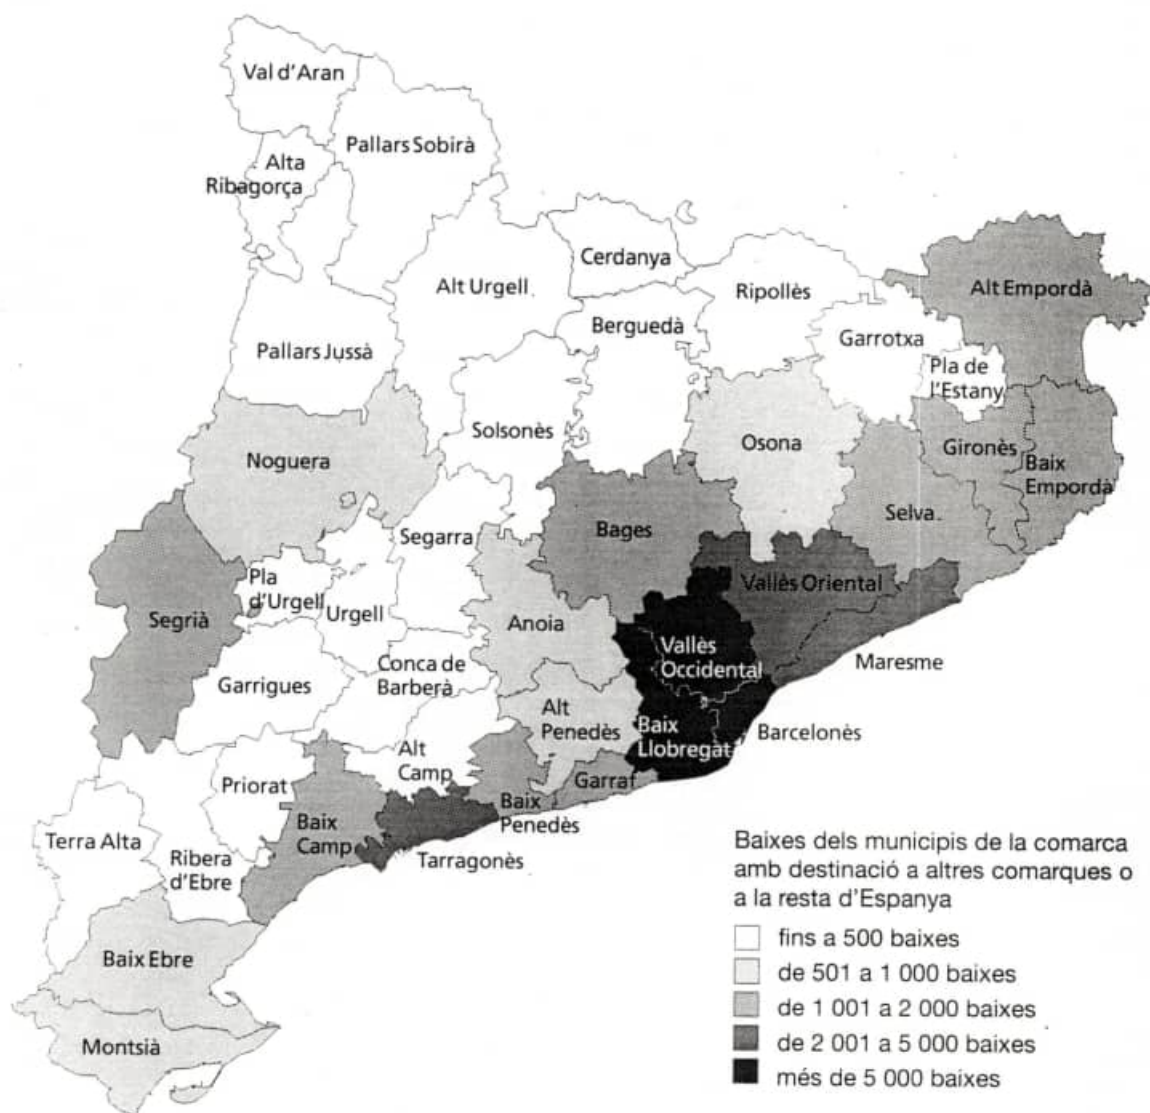 Val d'Aran
Pallars Sobirà
Alta
Ribagorça
Cerdanya
Alt Urgell
Ripollès
Alt Empordà
Berguedà
Garrotxa
Pallars Jussà
Pla de
l'Estany
Solsonès
Osona
Gironès
Noguera
Baix
Empordà
Selva
Bages
Segarra
Vallès Oriental
Pla
d'Urgell
Urgell
Segrià
Anoia
Vallès
Occidental
Maresme
Conca de
Barberà
Garrigues
Alt
Penedès
Baix
Llobregat
Barcelonès
Alt
Camp
Garraf
Priorat
Baix
Penedès
Baix
Camp
Tarragonès
Terra Alta
Ribera
d'Ebre
Baix Ebre
Montsià
Baixes dels municipis de la comarca
amb destinació a altres comarques o
a la resta d'Espanya
fins a 500 baixes
de 501 a 1 000 baixes
de 1 001 a 2 000 baixes
de 2 001 a 5 000 baixes
més de 5 000 baixes